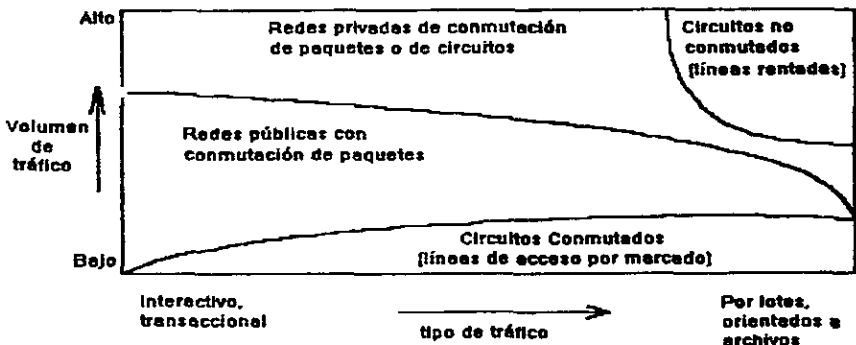 Alto
Redes privadas de conmutación
de paquetes o de circuitos
Circuitos no
conmutados
(líneas rentadas)
Volumen
de
tráfico
Redes públicas con
conmutación de paquetes
Circuitos Conmutados
(líneas de acceso por marcado)
Bajo
Interactivo,
transaccional
tipo de tráfico
Por lotes,
orientados a
archivos